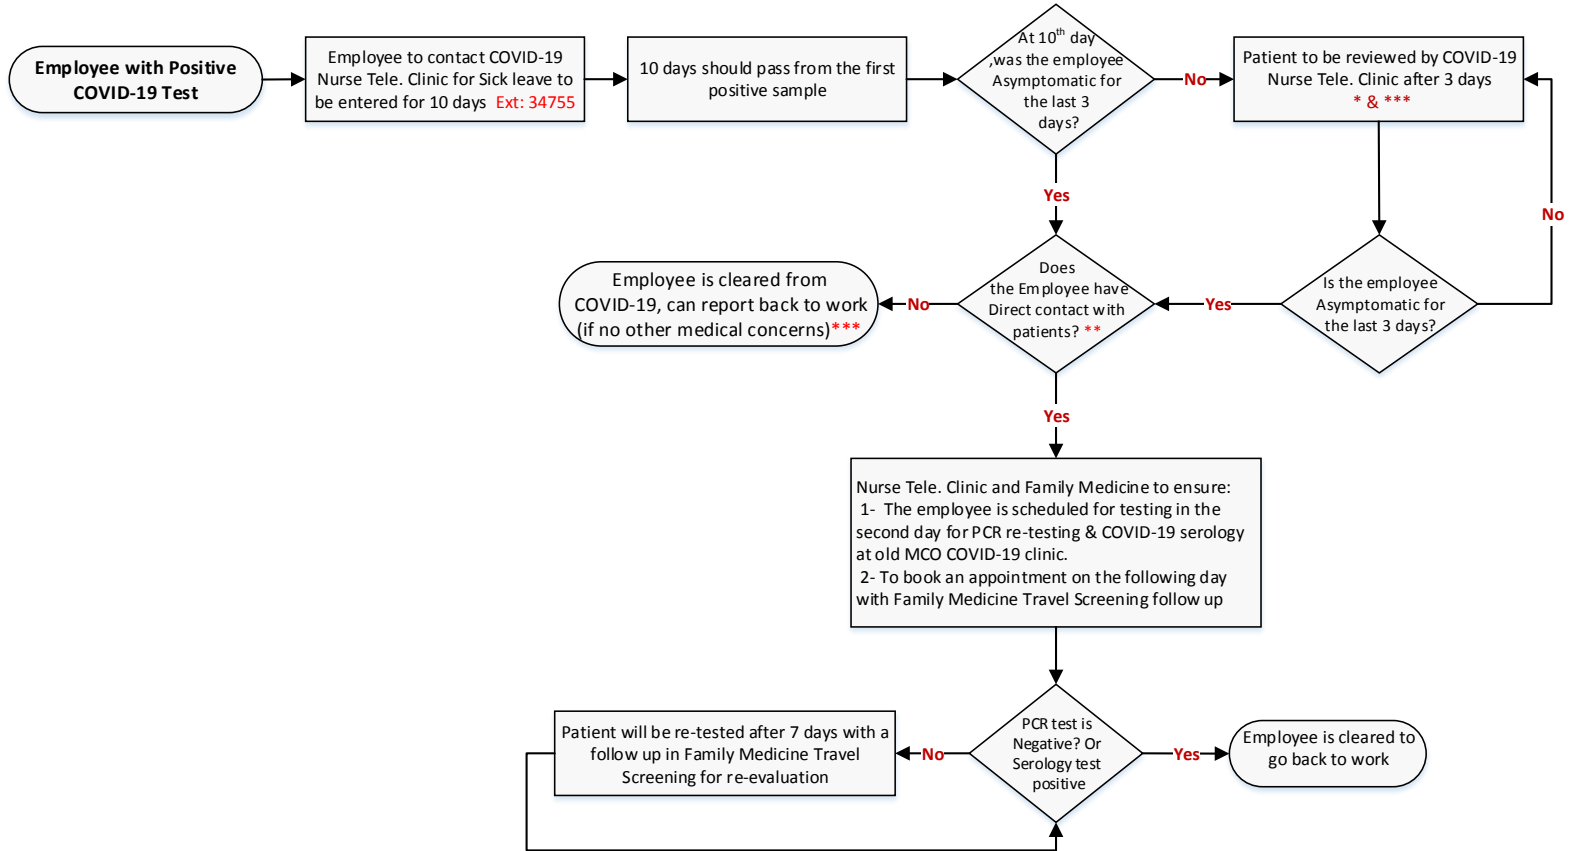 Employee with Positive
COVID-19 Test
Employee to contact COVID-19
Nurse Tele. Clinic for Sick leave to
be entered for 10 days Ext: 34755
10 days should pass from the first
positive sample
At 10th day
,was the employee
Asymptomatic for
the last 3
days?
No
Patient to be reviewed by COVID-19
Nurse Tele. Clinic after 3 days
* & ***
Yes
No
Employee is cleared from
COVID-19, can report back to work
(if no other medical concerns)***
No
Does
the Employee have
Direct contact with
patients? **
Yes
Is the employee
Asymptomatic for
the last 3 days?
Yes
Nurse Tele. Clinic and Family Medicine to ensure:
1- The employee is scheduled for testing in the
second day for PCR re-testing & COVID-19 serology
at old MCO COVID-19 clinic.
2- To book an appointment on the following day
with Family Medicine Travel Screening follow up
Patient will be re-tested after 7 days with a
follow up in Family Medicine Travel
Screening for re-evaluation
No
PCR test is
Negative? Or
Serology test
positive
Yes
Employee is cleared to
go back to work